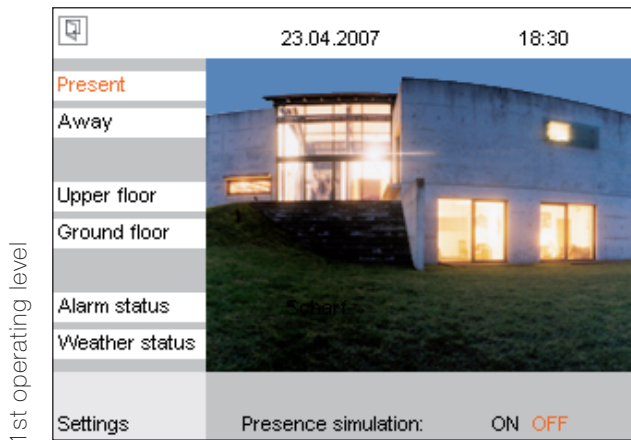 23.04.2007 18:30
Present
Away
Upper floor
Ground floor
Alarm status
Scharf
Weather status
Settings Presence simulation: ON OFF
1st operating level